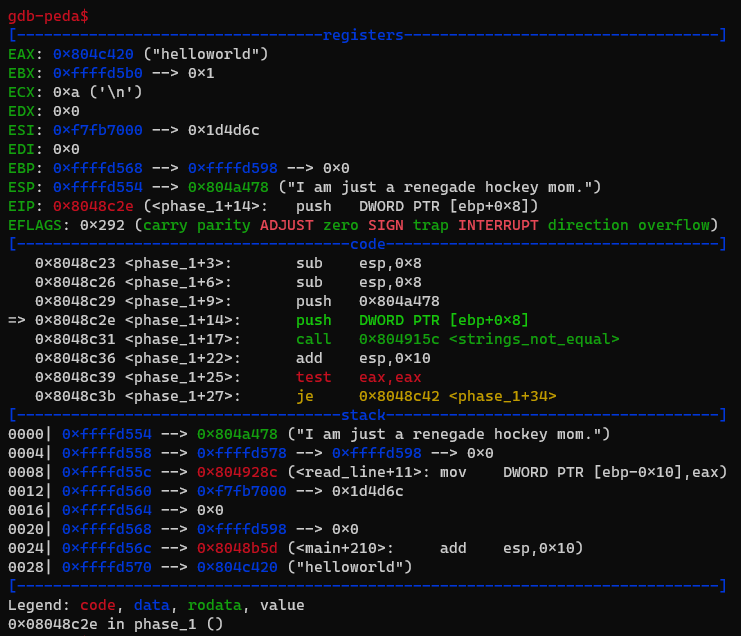 gdb-peda$
[----------------------------------registers-----------------------------------]
EAX: 0x804c420 ("helloworld")
EBX: 0xffffd5b0 --> 0x1
ECX: 0xa ('\n')
EDX: 0x0
ESI: 0xf7fb7000 --> 0x1d4d6c
EDI: 0x0
EBP: 0xffffd568 --> 0xffffd598 --> 0x0
ESP: 0xffffd554 --> 0x804a478 ("I am just a renegade hockey mom.")
EIP: 0x8048c2e (<phase_1+14>:	push   DWORD PTR [ebp+0x8])
EFLAGS: 0x292 (carry parity ADJUST zero SIGN trap INTERRUPT direction overflow)
[-------------------------------------code-------------------------------------]
   0x8048c23 <phase_1+3>:	sub    esp,0x8
   0x8048c26 <phase_1+6>:	sub    esp,0x8
   0x8048c29 <phase_1+9>:	push   0x804a478
=> 0x8048c2e <phase_1+14>:	push   DWORD PTR [ebp+0x8]
   0x8048c31 <phase_1+17>:	call   0x804915c <strings_not_equal>
   0x8048c36 <phase_1+22>:	add    esp,0x10
   0x8048c39 <phase_1+25>:	test   eax,eax
   0x8048c3b <phase_1+27>:	je     0x8048c42 <phase_1+34>
[------------------------------------stack-------------------------------------]
0000| 0xffffd554 --> 0x804a478 ("I am just a renegade hockey mom.")
0004| 0xffffd558 --> 0xffffd578 --> 0xffffd598 --> 0x0
0008| 0xffffd55c --> 0x804928c (<read_line+11>:	mov    DWORD PTR [ebp-0x10],eax)
0012| 0xffffd560 --> 0xf7fb7000 --> 0x1d4d6c
0016| 0xffffd564 --> 0x0
0020| 0xffffd568 --> 0xffffd598 --> 0x0
0024| 0xffffd56c --> 0x8048b5d (<main+210>:	add    esp,0x10)
0028| 0xffffd570 --> 0x804c420 ("helloworld")
[------------------------------------------------------------------------------]
Legend: code, data, rodata, value
0x08048c2e in phase_1 ()